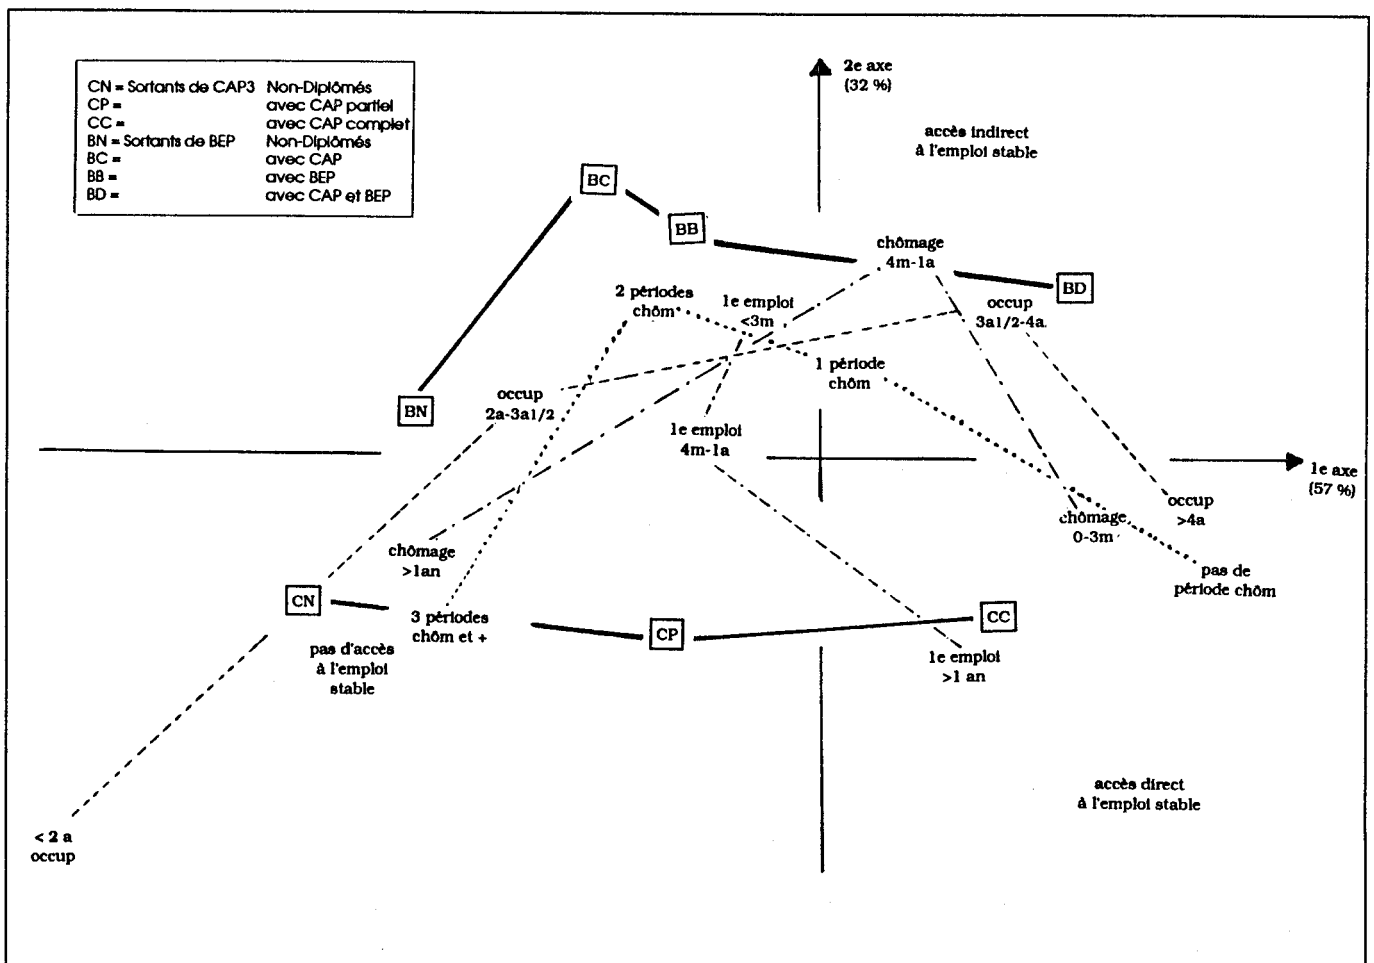 CN = Sortants de CAP3 Non-Diplômés
CP = avec CAP partiel
CC = avec CAP complet
BN = Sortants de BEP Non-Diplômés
BC = avec CAP
BB = avec BEP
BD = avec CAP et BEP
2e axe
(32 %)
accès indirect
à l'emploi stable
BC
BB
chômage
4m-1a
BD
2 périodes
chôm
1e emploi
<3m
occup
3a1/2-4a
1 période
chôm
occup
2a-3a1/2
BN
1e emploi
4m-1a
1e axe
(57 %)
occup
>4a
chômage
0-3m
chômage
>1an
pas de
période chôm
CN
3 périodes
chôm et +
CP
CC
pas d'accès
à l'emploi
stable
1e emploi
>1 an
accès direct
à l'emploi stable
< 2 a
occup